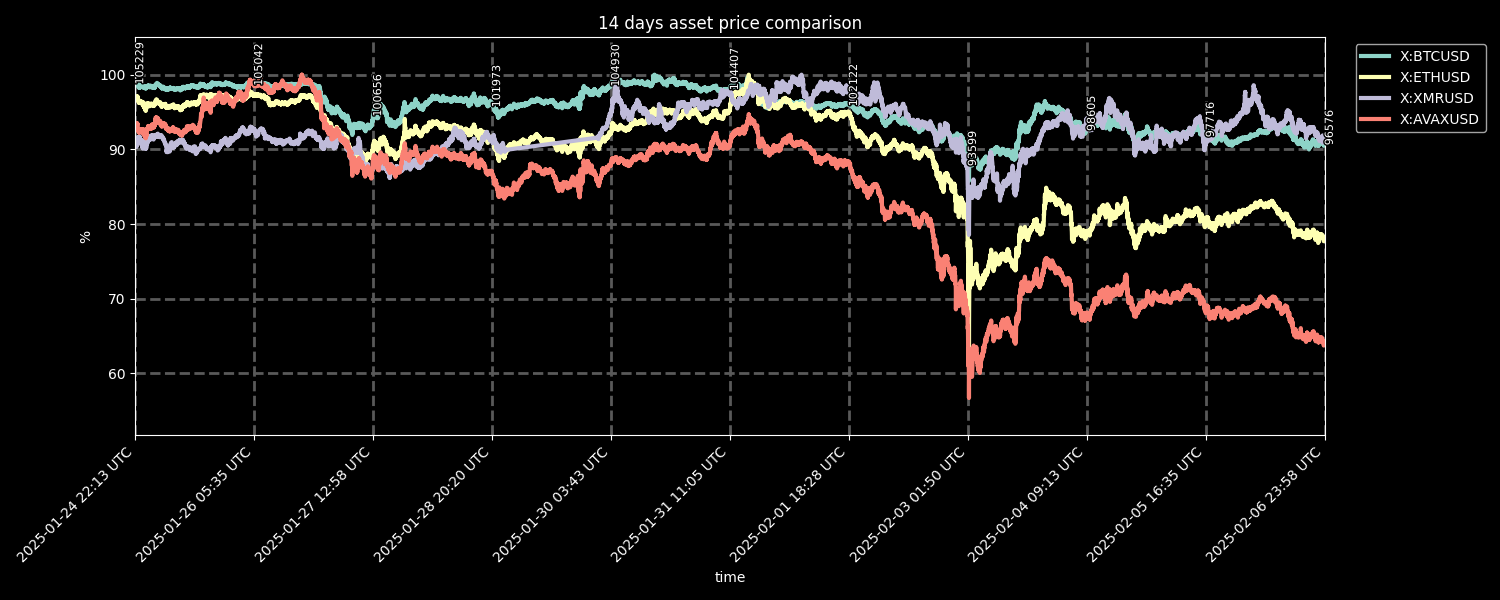 14 days asset price comparison
X:BTCUSD
X:ETHUSD
X:XMRUSD
X:AVAXUSD
105229
105042
100656
101973
104930
104407
102122
93599
98605
97716
96576
100
90
80
70
60
%
2025-01-24 22:13 UTC
2025-01-26 05:35 UTC
2025-01-27 12:58 UTC
2025-01-28 20:20 UTC
2025-01-30 03:43 UTC
2025-01-31 11:05 UTC
2025-02-01 18:28 UTC
2025-02-03 01:50 UTC
2025-02-04 09:13 UTC
2025-02-05 16:35 UTC
2025-02-06 23:58 UTC
time